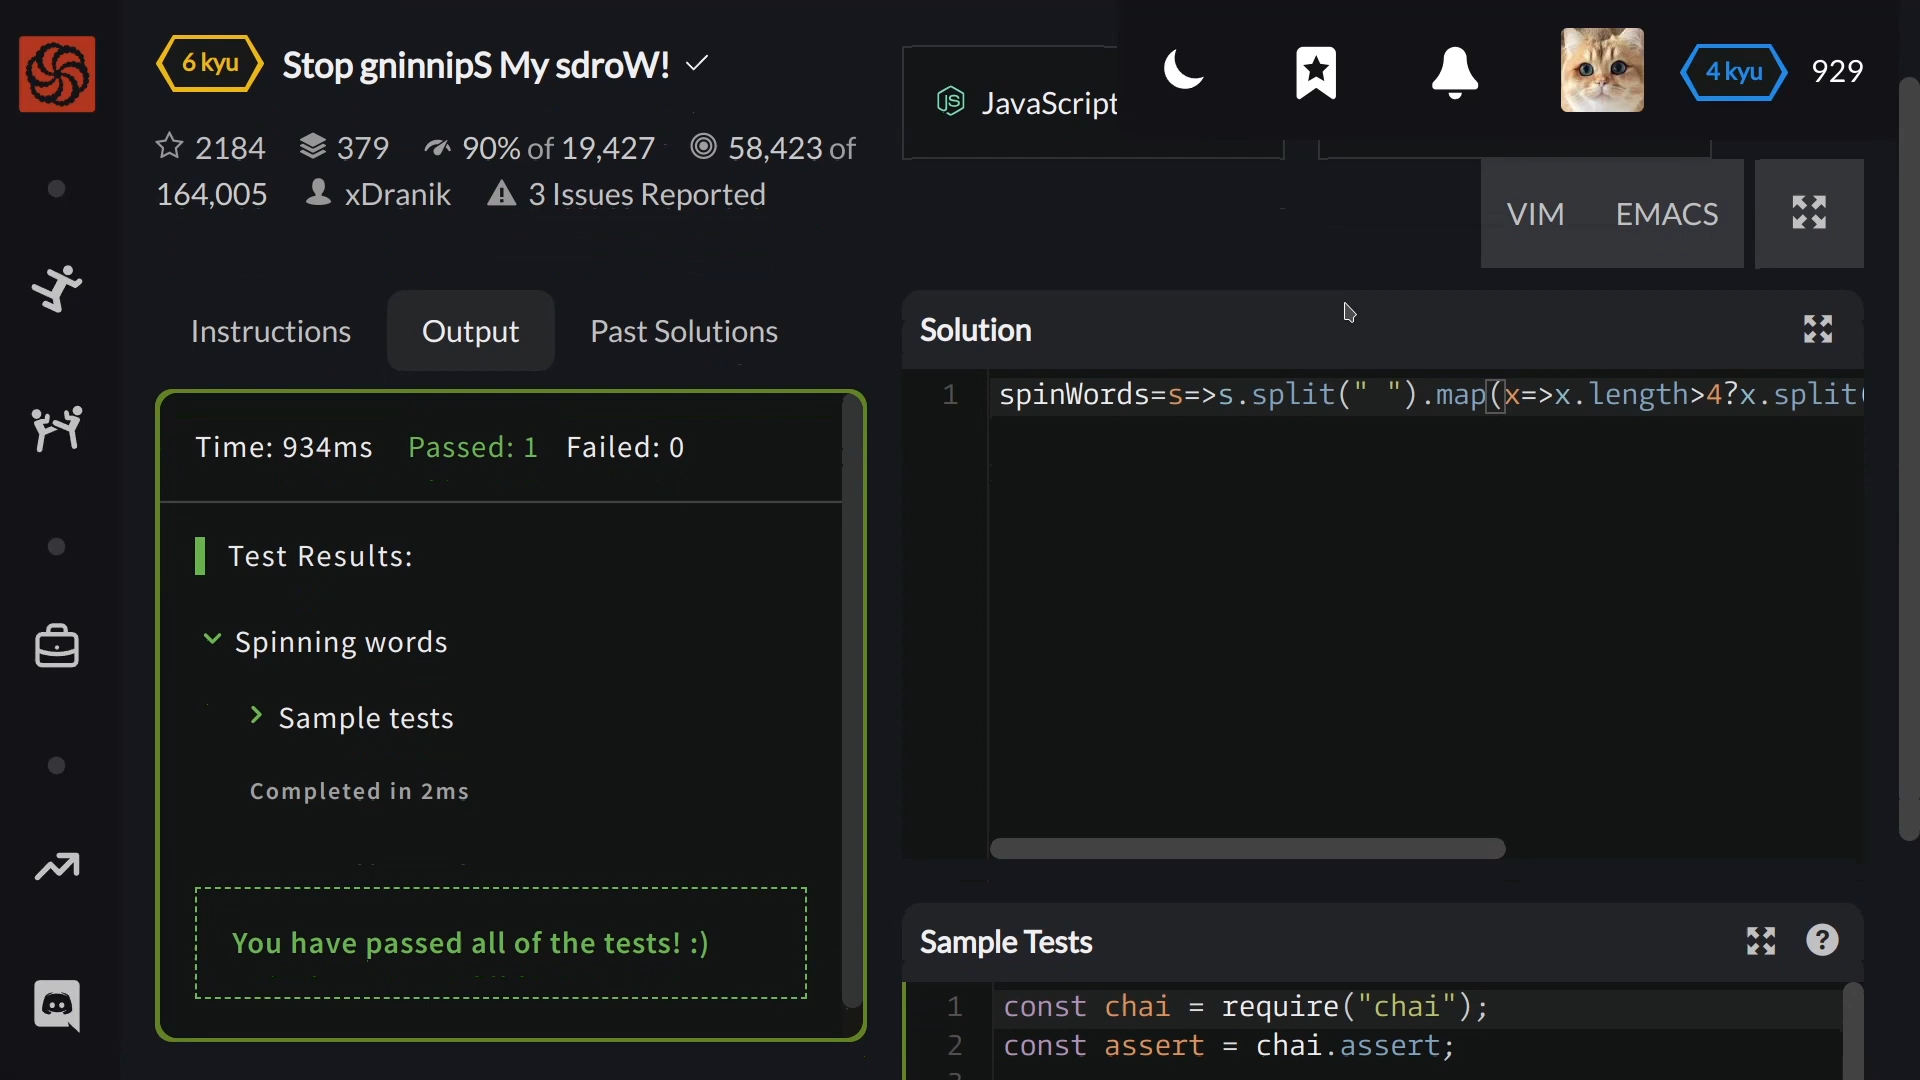 6 kyu Stop gninnipS My sdroW!
2184 379 90% of 19,427 58,423 of
164,005 xDranik 3 Issues Reported
Instructions Output Past Solutions
Time: 934ms Passed: 1 Failed: 0
Test Results:
Spinning words
Sample tests
Completed in 2ms
You have passed all of the tests! :)
JS JavaScript
4 kyu 929
VIM EMACS
Solution
1 spinWords=s=>s.split(" ").map(x=>x.length>4?x.split(
Sample Tests ?
1 const chai = require("chai");
2 const assert = chai.assert;